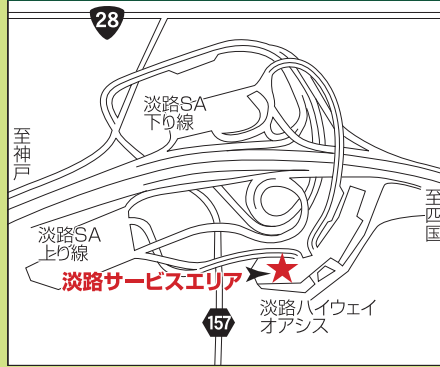 28
淡路SA
下り線
至神戸
至四国
淡路SA
上り線
淡路サービスエリア
淡路ハイウェイ
オアシス
157